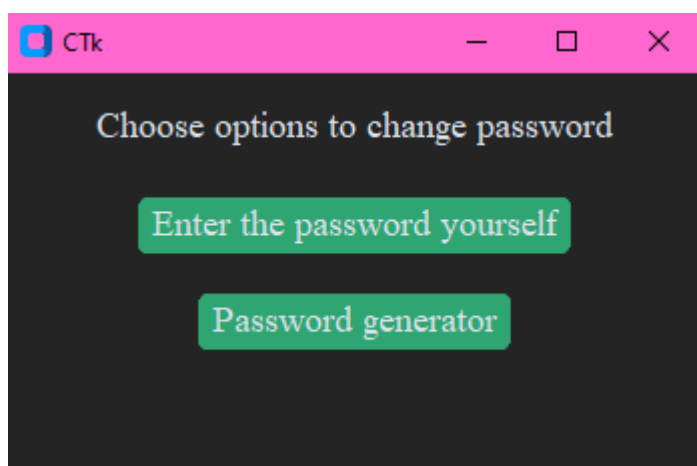 CTk
Choose options to change password
Enter the password yourself
Password generator